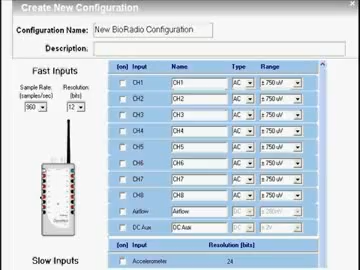 Create New Configuration
Configuration Name: New BioRadio Configuration
Description:
Fast Inputs
Sample Rate: (samples/sec)
960
Resolution: (bits)
12
(on) Input Name Type Range
CH1 CH1 AC ± 750 uV
CH2 CH2 AC ± 750 uV
CH3 CH3 AC ± 750 uV
CH4 CH4 AC ± 750 uV
CH5 CH5 AC ± 750 uV
CH6 CH6 AC ± 750 uV
CH7 CH7 AC ± 750 uV
CH8 CH8 AC ± 750 uV
Airflow Airflow DC
DC Aux DC Aux DC ± 2V
Slow Inputs
(on) Input Resolution (bits)
Accelerometer 24